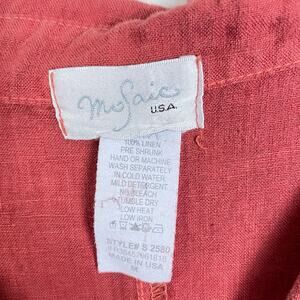 Mosaic
U.S.A.
100% LINEN
PRE SHRUNK
HAND OR MACHINE
WASH SEPARATELY
IN COLD WATER
MILD DETERGENT
NO BLEACH
TUMBLE DRY
LOW HEAT
LOW IRON
STYLE# S 2580
MADE IN USA
M